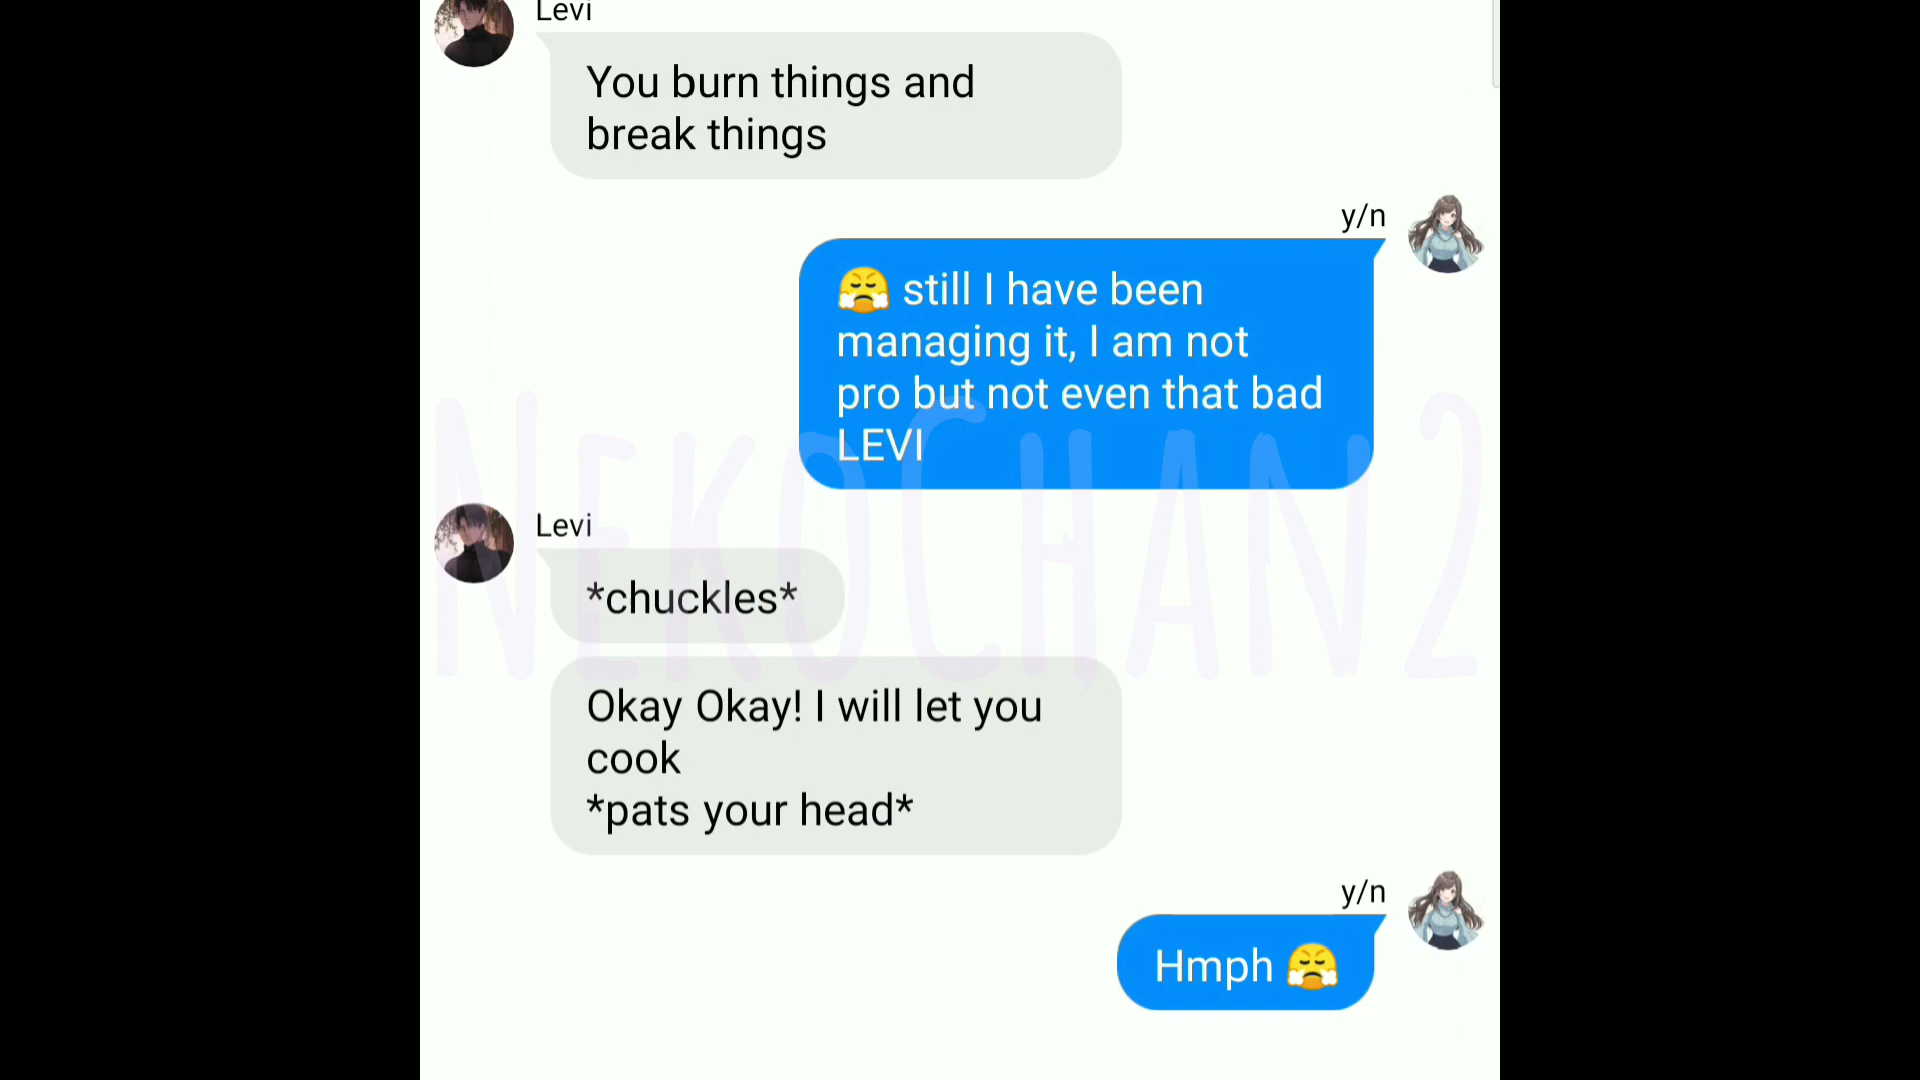 Levi
You burn things and
break things
y/n
😤 still I have been
managing it, I am not
pro but not even that bad
LEVI
Levi
*chuckles*
Okay Okay! I will let you
cook
*pats your head*
y/n
Hmph 😤
NEKOCHAN2